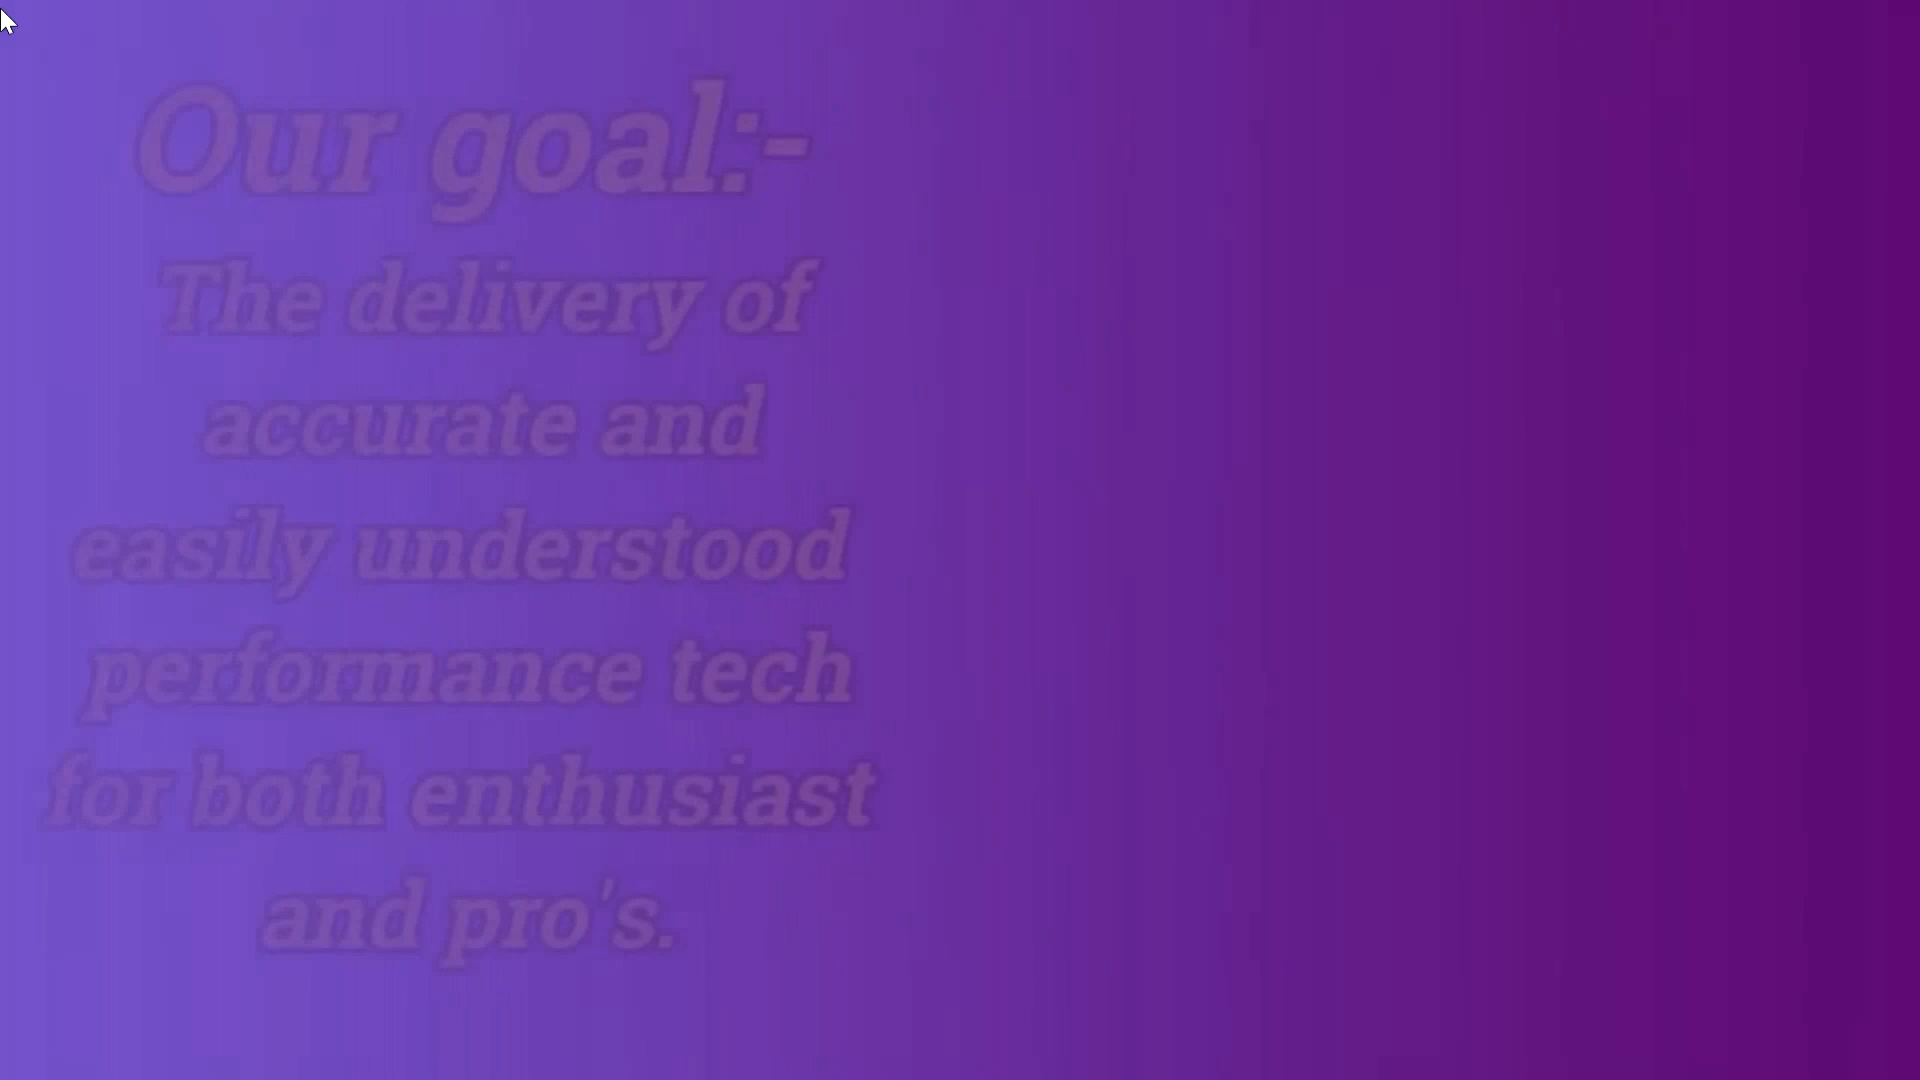 Our goal:-
The delivery of
accurate and
easily understood
performance tech
for both enthusiast
and pro's.